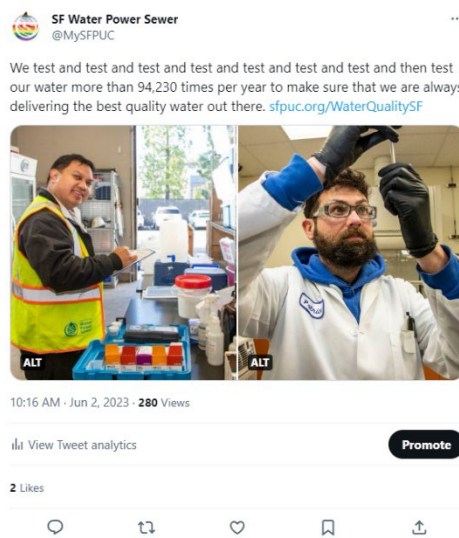 SF Water Power Sewer
@MySFPUC
We test and test and test and test and test and test and test and then test
our water more than 94,230 times per year to make sure that we are always
delivering the best quality water out there. sfpuc.org/WaterQualitySF
ALT
ALT
10:16 AM · Jun 2, 2023 · 280 Views
View Tweet analytics
Promote
2 Likes